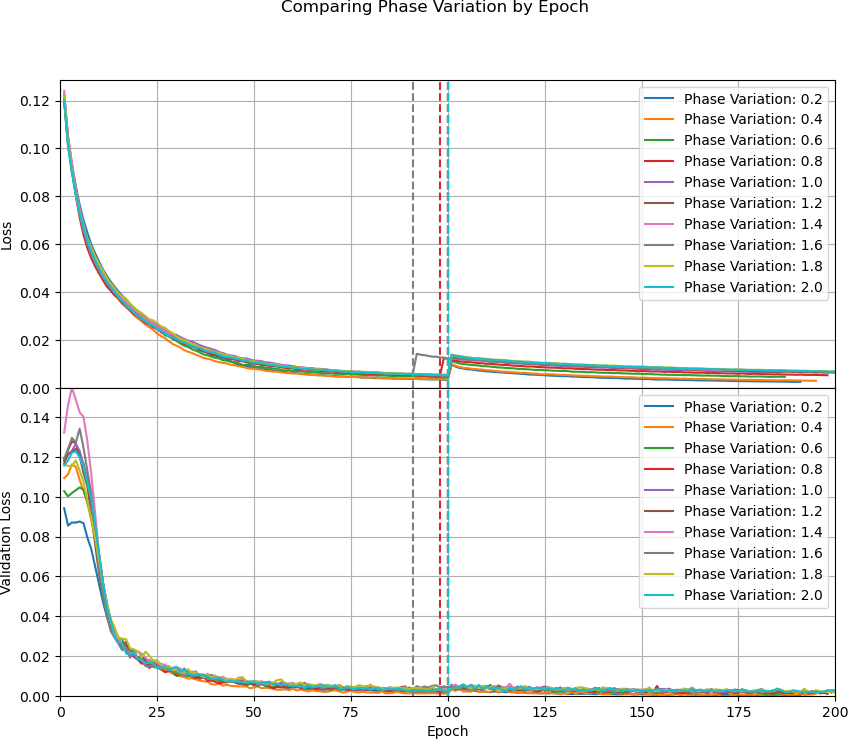 Comparing Phase Variation by Epoch
0.12
0.10
0.08
0.06
0.04
0.02
0.00
Loss
Phase Variation: 0.2
Phase Variation: 0.4
Phase Variation: 0.6
Phase Variation: 0.8
Phase Variation: 1.0
Phase Variation: 1.2
Phase Variation: 1.4
Phase Variation: 1.6
Phase Variation: 1.8
Phase Variation: 2.0
0.14
0.12
0.10
0.08
0.06
0.04
0.02
0.00
Validation Loss
Phase Variation: 0.2
Phase Variation: 0.4
Phase Variation: 0.6
Phase Variation: 0.8
Phase Variation: 1.0
Phase Variation: 1.2
Phase Variation: 1.4
Phase Variation: 1.6
Phase Variation: 1.8
Phase Variation: 2.0
0 25 50 75 100 125 150 175 200
Epoch